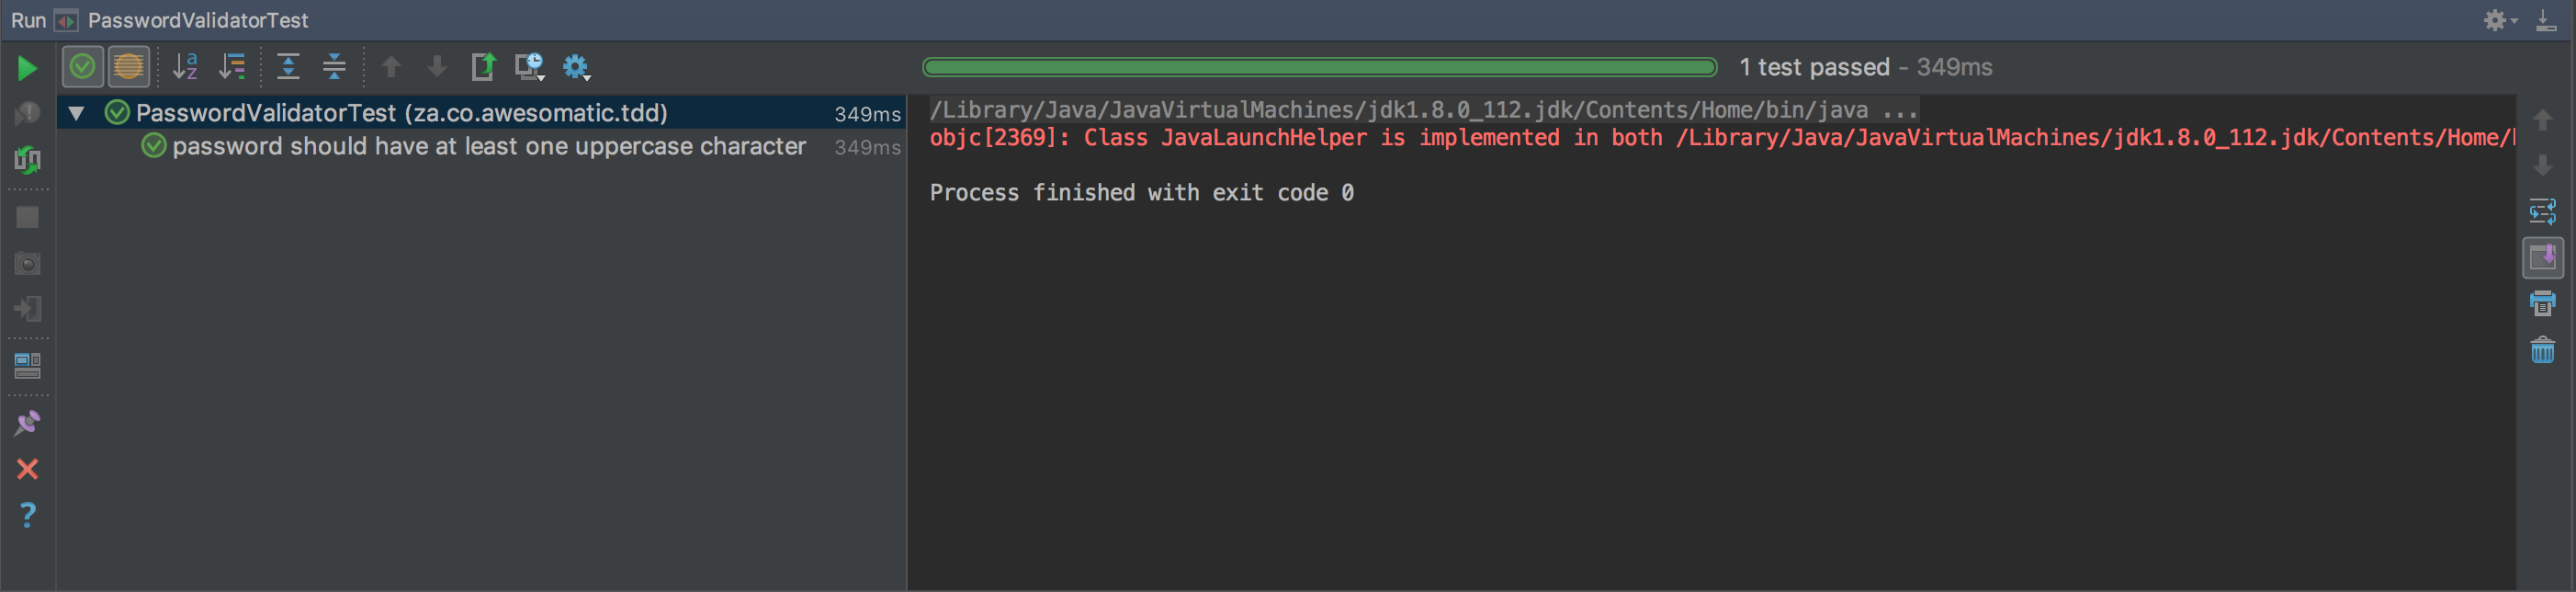 Run PasswordValidatorTest
1 test passed - 349ms
PasswordValidatorTest (za.co.awesomatic.tdd) 349ms
password should have at least one uppercase character 349ms
/Library/Java/JavaVirtualMachines/jdk1.8.0_112.jdk/Contents/Home/bin/java ...
objc[2369]: Class JavaLaunchHelper is implemented in both /Library/Java/JavaVirtualMachines/jdk1.8.0_112.jdk/Contents/Home/
Process finished with exit code 0